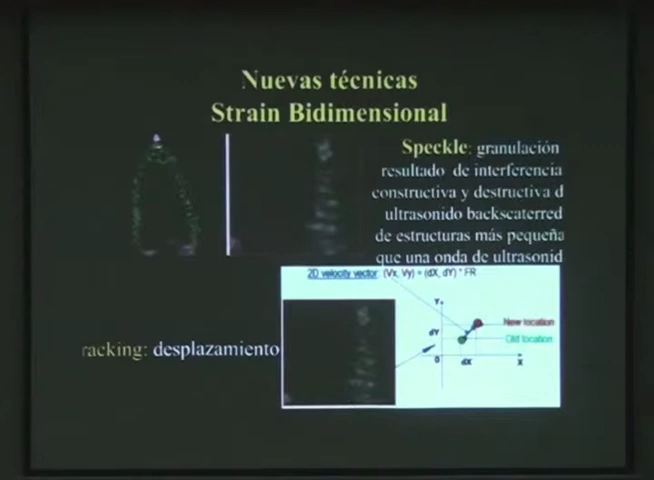 Nuevas técnicas
Strain Bidimensional
Speckle: granulación
resultado de interferencia
constructiva y destructiva d
ultrasonido backscaterred
de estructuras más pequeña
que una onda de ultrasonid
2D velocity vector: (Vx, Vy) = (dX, dY) * FR
Y
New location
dY
Old location
0
dX
X
racking: desplazamiento